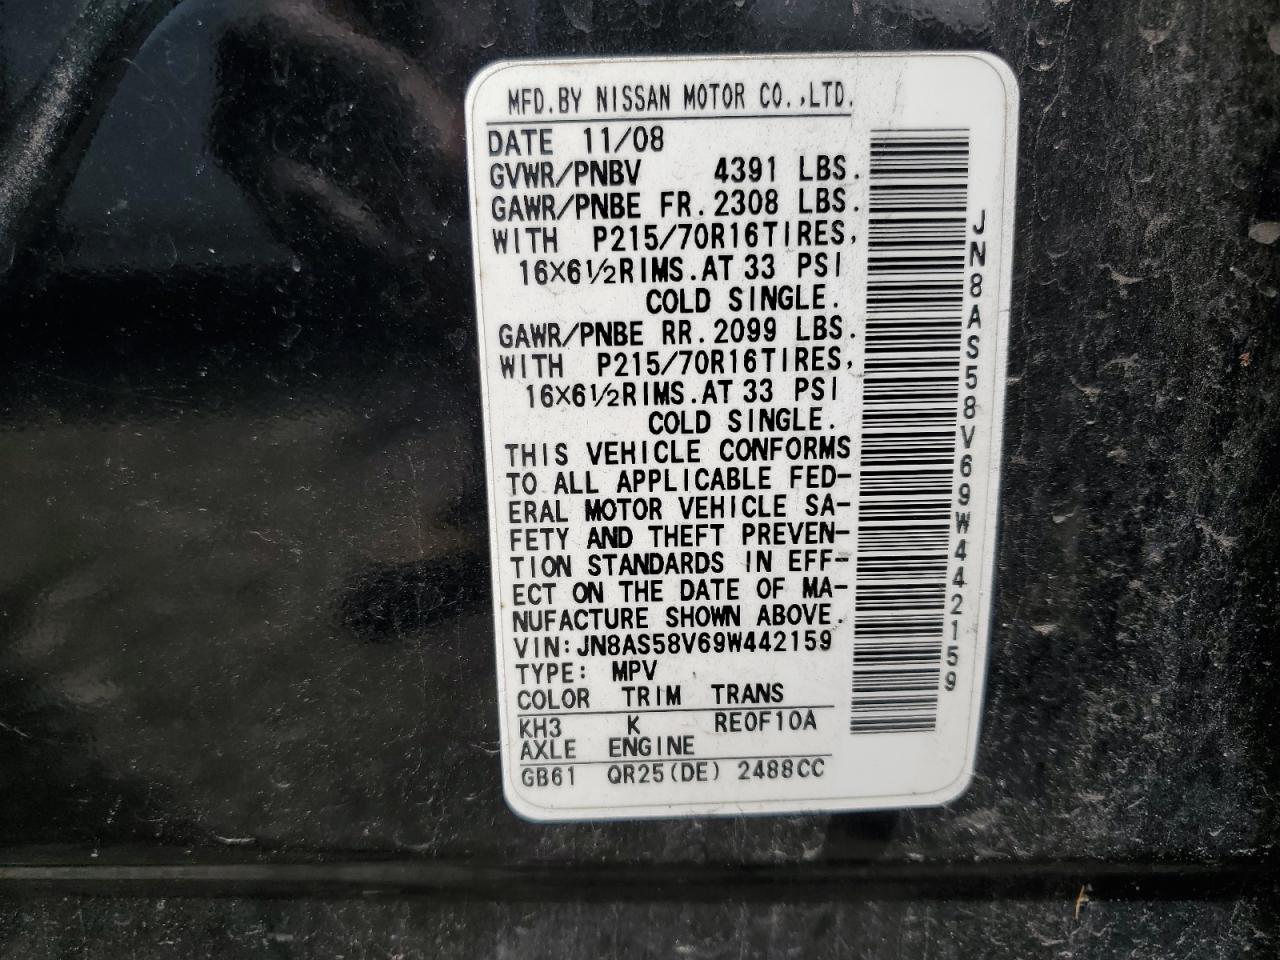 MFD.BY NISSAN MOTOR CO.,LTD.
DATE 11/08
GVWR/PNBV 4391 LBS.
GAWR/PNBE FR.2308 LBS.
WITH P215/70R16TIRES,
16X6½RIMS.AT 33 PSI
COLD SINGLE.
GAWR/PNBE RR.2099 LBS.
WITH P215/70R16TIRES,
16X6½RIMS.AT 33 PSI
COLD SINGLE.
THIS VEHICLE CONFORMS
TO ALL APPLICABLE FED-
ERAL MOTOR VEHICLE SA-
FETY AND THEFT PREVEN-
TION STANDARDS IN EFF-
ECT ON THE DATE OF MA-
NUFACTURE SHOWN ABOVE.
VIN:JN8AS58V69W442159
TYPE: MPV
COLOR TRIM TRANS
KH3 K RE0F10A
AXLE ENGINE
GB61 QR25(DE) 2488CC
JN8AS58V69W442159